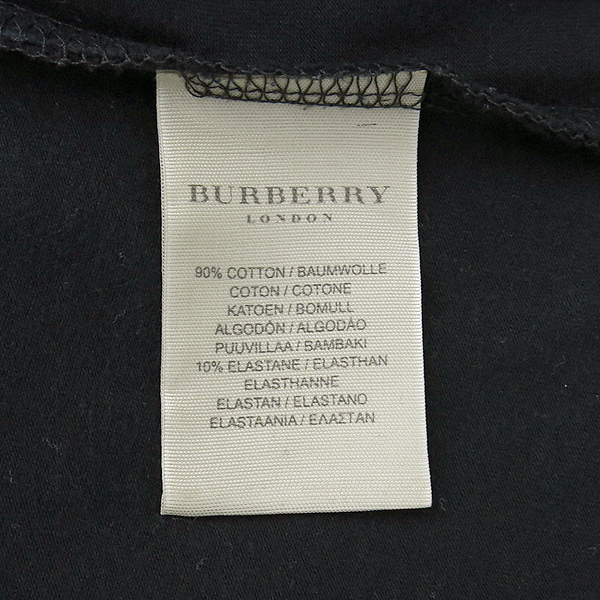 BURBERRY
LONDON
90% COTTON / BAUMWOLLE
COTON / COTONE
KATOEN / BOMULL
ALGODÓN / ALGODÃO
PUUVILLAA / BAMBAKI
10% ELASTANE / ELASTHAN
ELASTHANNE
ELASTAN / ELASTANO
ELASTAANIA / ΕΛΑΣΤΑΝ